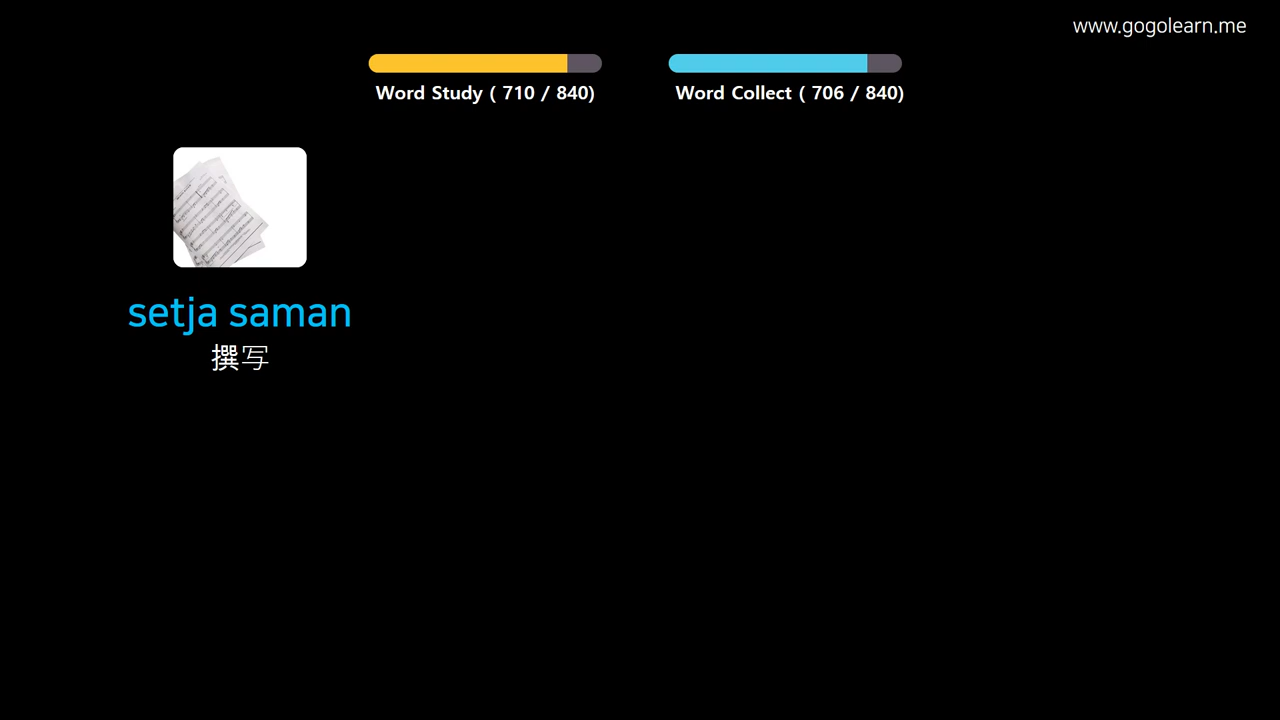 www.gogolearn.me
Word Study ( 710 / 840)
Word Collect ( 706 / 840)
setja saman
撰写